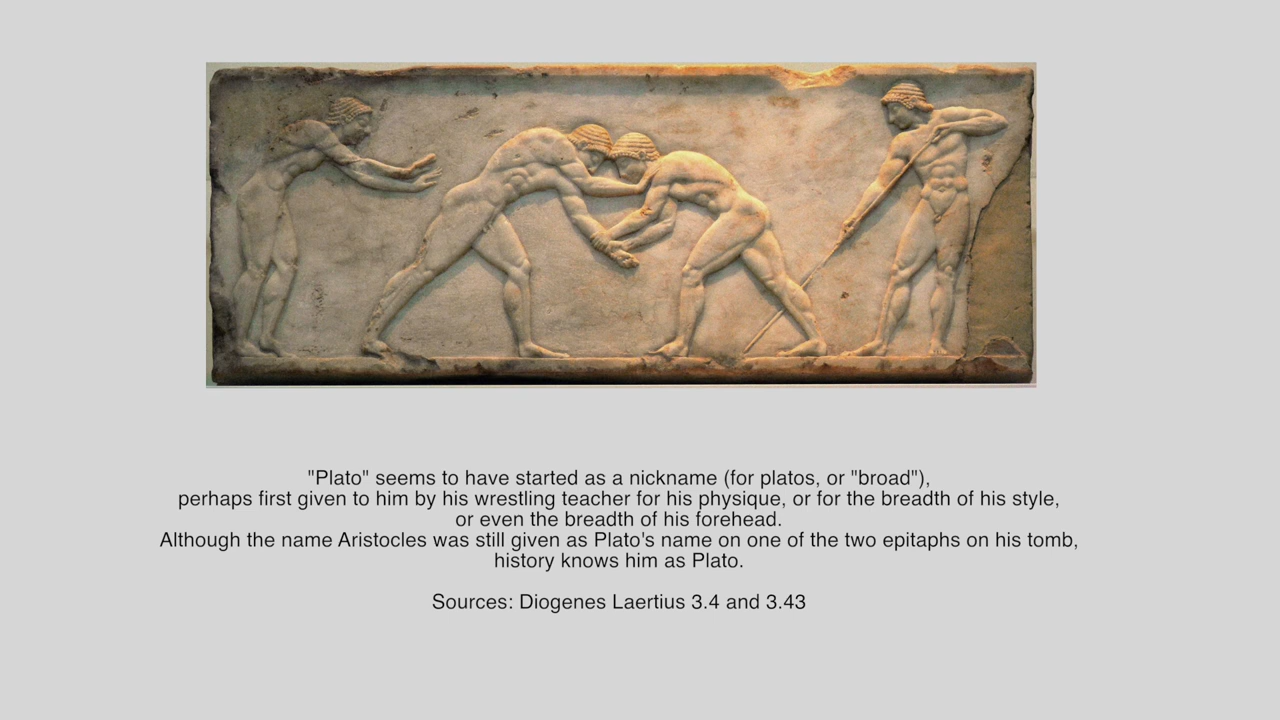 "Plato" seems to have started as a nickname (for platos, or "broad"),
perhaps first given to him by his wrestling teacher for his physique, or for the breadth of his style,
or even the breadth of his forehead.
Although the name Aristocles was still given as Plato's name on one of the two epitaphs on his tomb,
history knows him as Plato.
Sources: Diogenes Laertius 3.4 and 3.43